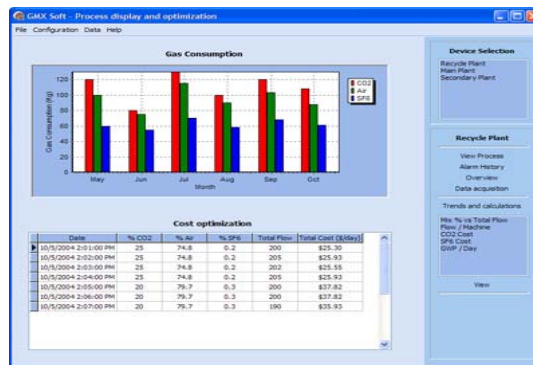 GMX Soft - Process display and optimization
File Configuration Data Help
Gas Consumption
Gas Consumption (Kg)
120
100
80
60
40
20
0
May Jun Jul Aug Sep Oct
Month
CO2
Air
SF6
Cost optimization
Date % CO2 % Air % SF6 Total Flow Total Cost ($/day)
10/5/2004 2:01:00 PM 25 74.8 0.2 200 $25.30
10/5/2004 2:02:00 PM 25 74.8 0.2 205 $25.93
10/5/2004 2:03:00 PM 25 74.8 0.2 202 $25.55
10/5/2004 2:04:00 PM 25 74.8 0.2 205 $25.93
10/5/2004 2:05:00 PM 20 79.7 0.3 200 $37.82
10/5/2004 2:06:00 PM 20 79.7 0.3 200 $37.82
10/5/2004 2:07:00 PM 20 79.7 0.3 190 $35.93
Device Selection
Recycle Plant
Main Plant
Secondary Plant
Recycle Plant
View Process
Alarm History
Overview
Data acquisition
Trends and calculations
Mix % vs Total Flow
Flow / Machine
CO2 Cost
SF6 Cost
GWP / Day
View